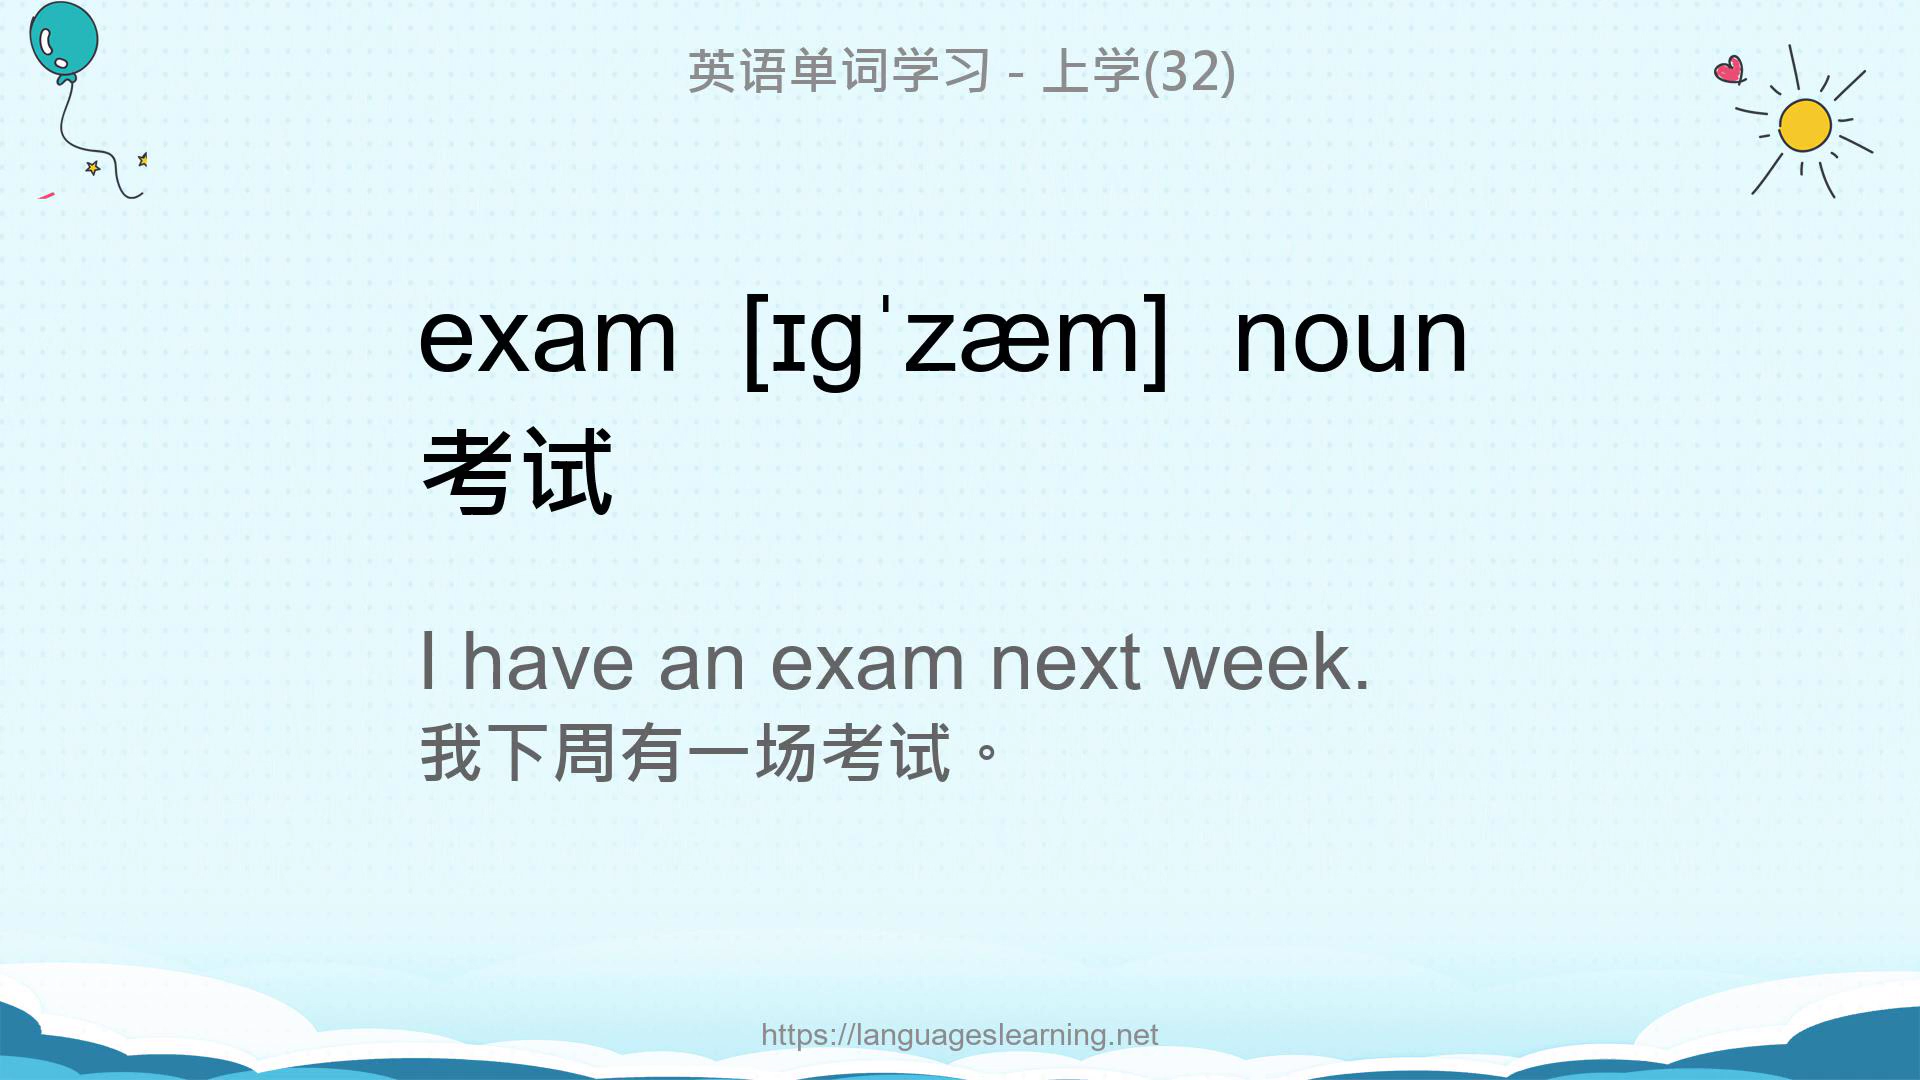 英语单词学习 - 上学(32)
exam [ɪgˈzæm] noun
考试
I have an exam next week.
我下周有一场考试。
https://languageslearning.net